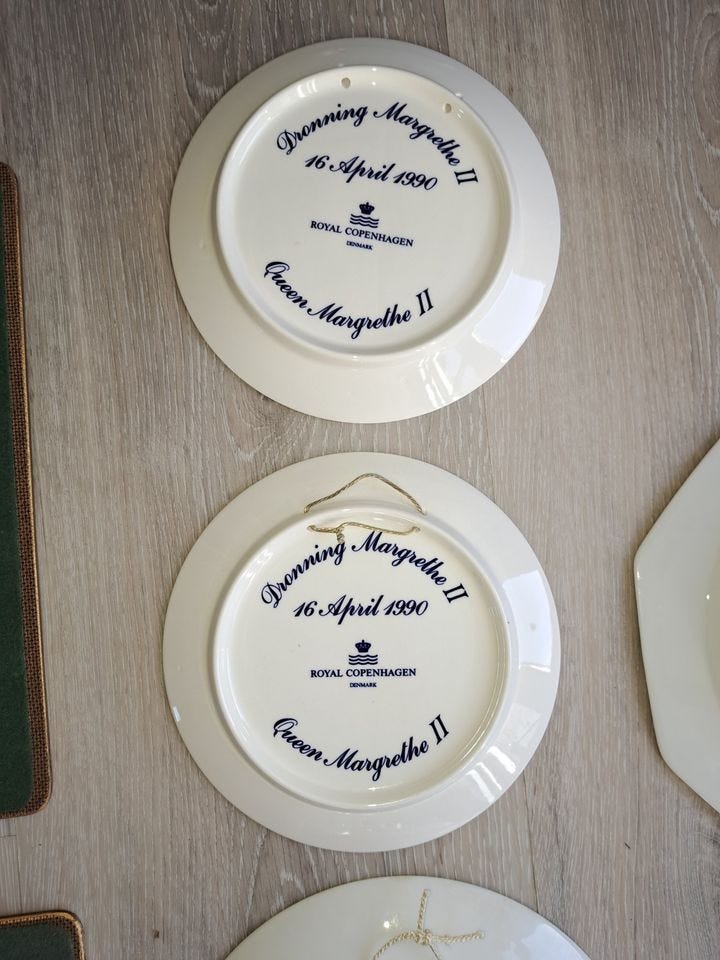 Dronning Margrethe II
16 April 1990
ROYAL COPENHAGEN
DENMARK
Queen Margrethe II
Dronning Margrethe II
16 April 1990
ROYAL COPENHAGEN
DENMARK
Queen Margrethe II